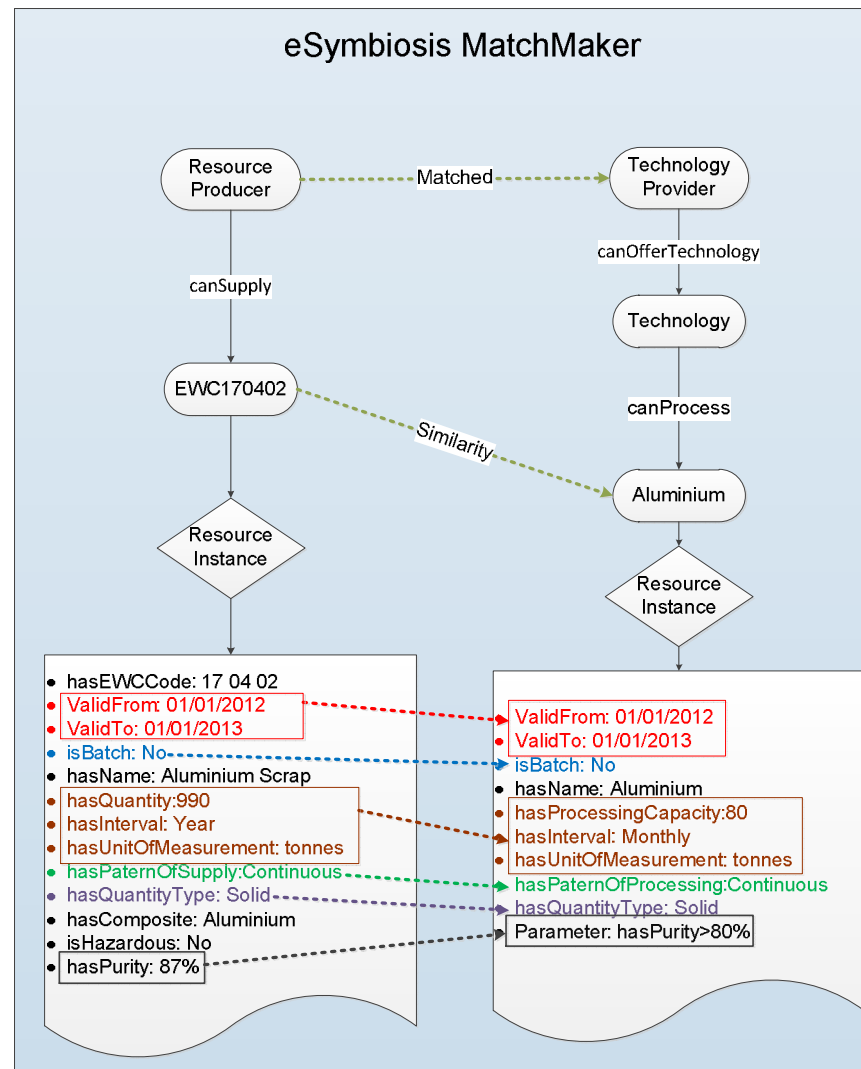 eSymbiosis MatchMaker
Resource
Producer
Matched
Technology
Provider
canSupply
canOfferTechnology
Technology
EWC170402
canProcess
Similarity
Aluminium
Resource
Instance
Resource
Instance
• hasEWCCode: 17 04 02
• ValidFrom: 01/01/2012
• ValidTo: 01/01/2013
• isBatch: No
• hasName: Aluminium Scrap
• hasQuantity:990
• hasInterval: Year
• hasUnitOfMeasurement: tonnes
• hasPaternOfSupply:Continuous
• hasQuantityType: Solid
• hasComposite: Aluminium
• isHazardous: No
• hasPurity: 87%
• ValidFrom: 01/01/2012
• ValidTo: 01/01/2013
• isBatch: No
• hasName: Aluminium
• hasProcessingCapacity:80
• hasInterval: Monthly
• hasUnitOfMeasurement: tonnes
• hasPaternOfProcessing:Continuous
• hasQuantityType: Solid
• Parameter: hasPurity>80%